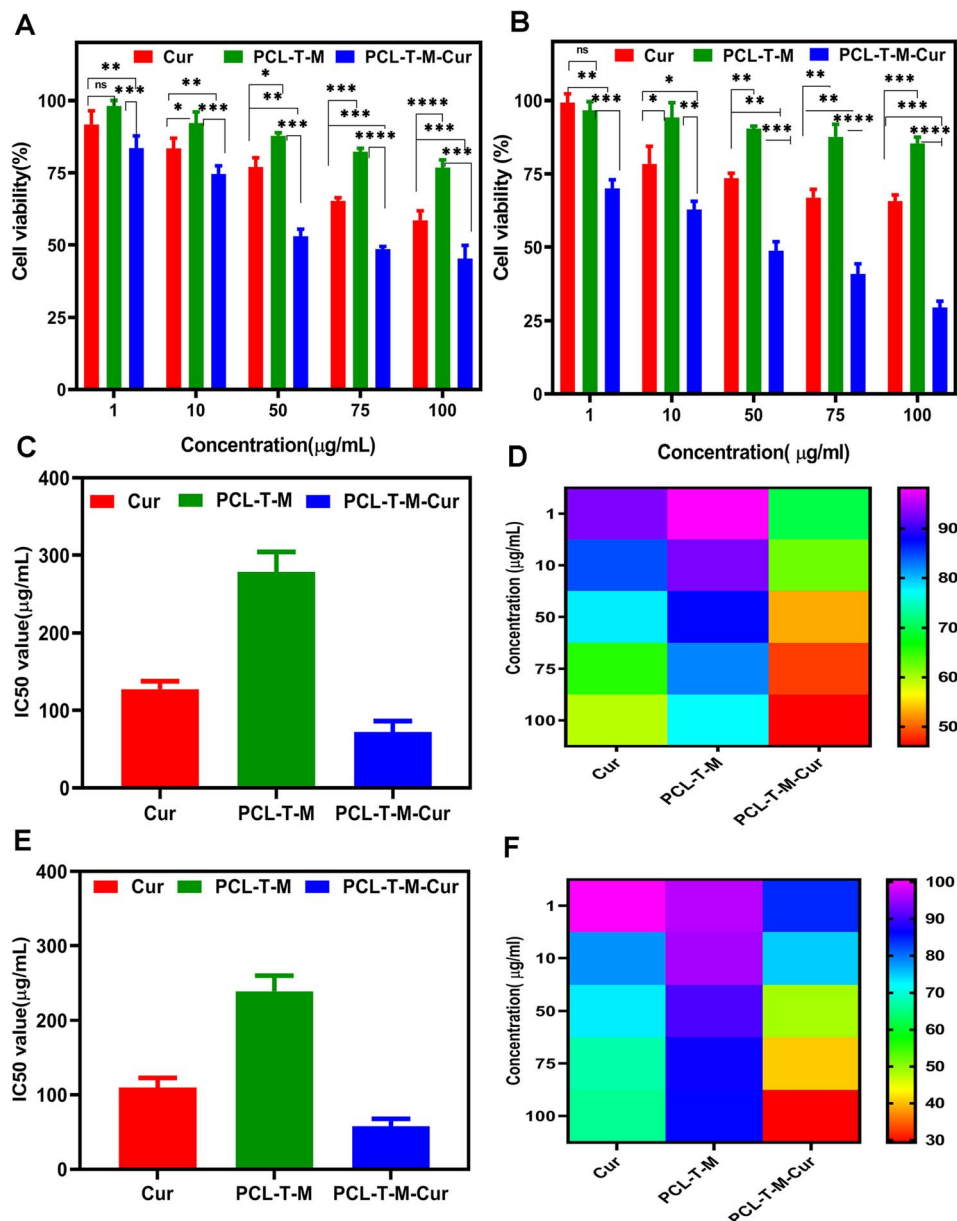 A
Cur PCL-T-M PCL-T-M-Cur
** * *** ****
ns *** ** ** *** ***
* *** *** **** ***
Cell viability(%)
100
75
50
25
0
1 10 50 75 100
Concentration(μg/mL)
B
Cur PCL-T-M PCL-T-M-Cur
ns * ** ** ***
** *** * ** ** *** ** **** *** ****
Cell viability (%)
100
75
50
25
0
1 10 50 75 100
Concentration( μg/ml)
C
Cur PCL-T-M PCL-T-M-Cur
IC50 value(μg/mL)
400
300
200
100
0
Cur PCL-T-M PCL-T-M-Cur
D
Concentration (μg/mL)
1
10
50
75
100
Cur PCL-T-M PCL-T-M-Cur
90
80
70
60
50
E
Cur PCL-T-M PCL-T-M-Cur
IC50 value(μg/mL)
400
300
200
100
0
Cur PCL-T-M PCL-T-M-Cur
F
Concentration( μg/ml)
1
10
50
75
100
Cur PCL-T-M PCL-T-M-Cur
100
90
80
70
60
50
40
30